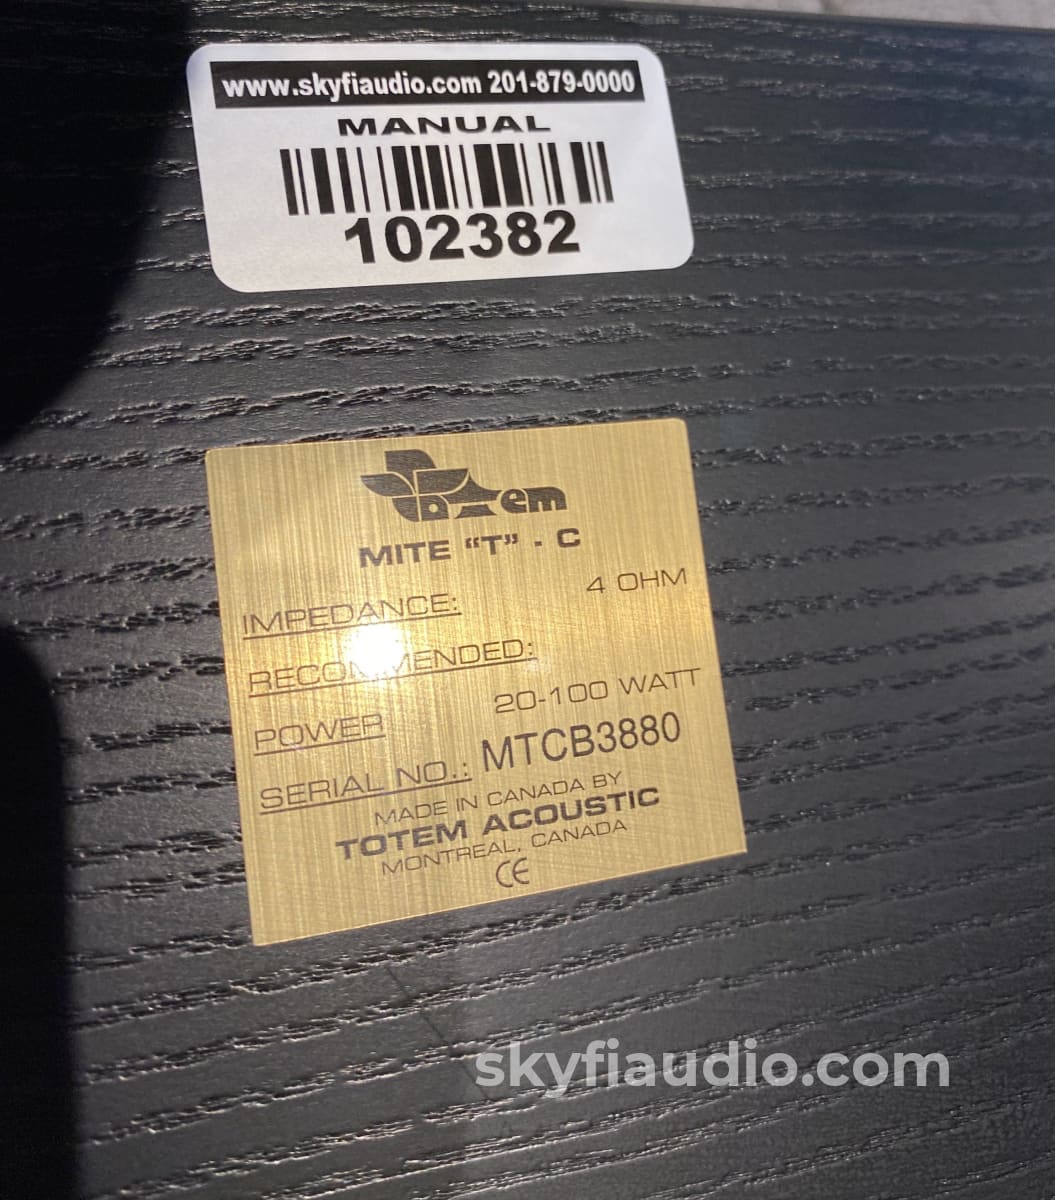 www.skyfiaudio.com 201-879-0000
MANUAL
102382
Totem
MITE "T" - C
IMPEDANCE: 4 OHM
RECOMMENDED:
POWER 20-100 WATT
SERIAL NO.: MTCB3880
MADE IN CANADA BY
TOTEM ACOUSTIC
MONTREAL, CANADA
CE
skyfiaudio.com